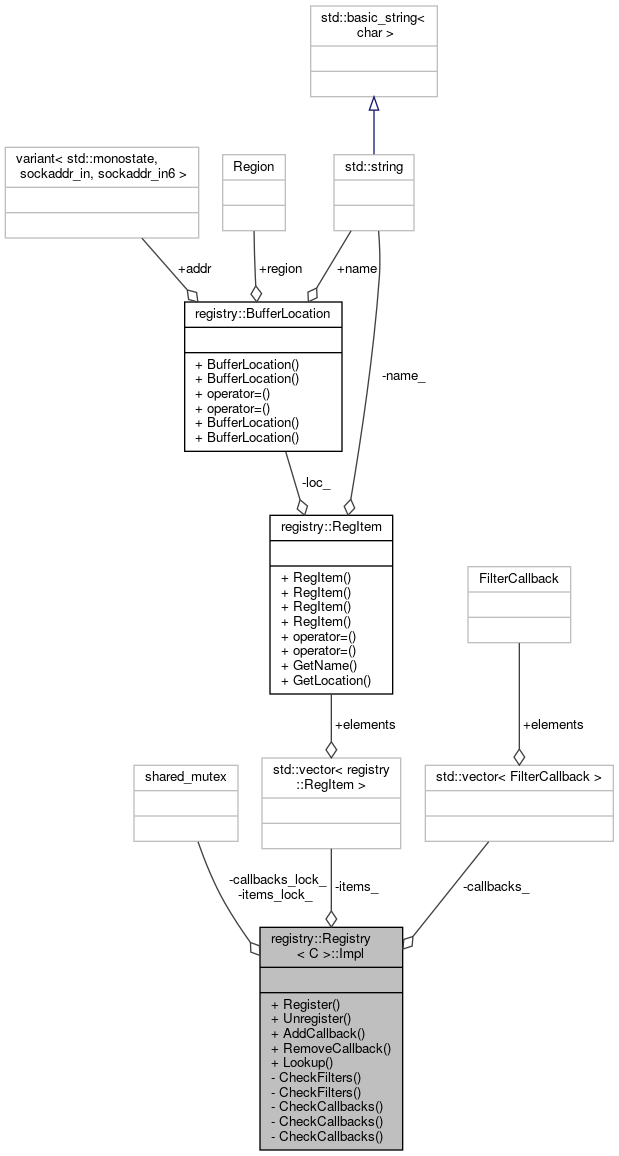 std::basic_string<
char >
variant< std::monostate,
sockaddr_in, sockaddr_in6 >
Region
std::string
+addr
+region
+name
registry::BufferLocation
+ BufferLocation()
+ BufferLocation()
+ operator=()
+ operator=()
+ BufferLocation()
+ BufferLocation()
-name_
-loc_
registry::RegItem
+ RegItem()
+ RegItem()
+ RegItem()
+ RegItem()
+ operator=()
+ operator=()
+ GetName()
+ GetLocation()
FilterCallback
+elements
+elements
shared_mutex
std::vector< registry
::RegItem >
std::vector< FilterCallback >
-callbacks_lock_
-items_lock_
-items_
-callbacks_
registry::Registry
< C >::Impl
+ Register()
+ Unregister()
+ AddCallback()
+ RemoveCallback()
+ Lookup()
- CheckFilters()
- CheckFilters()
- CheckCallbacks()
- CheckCallbacks()
- CheckCallbacks()